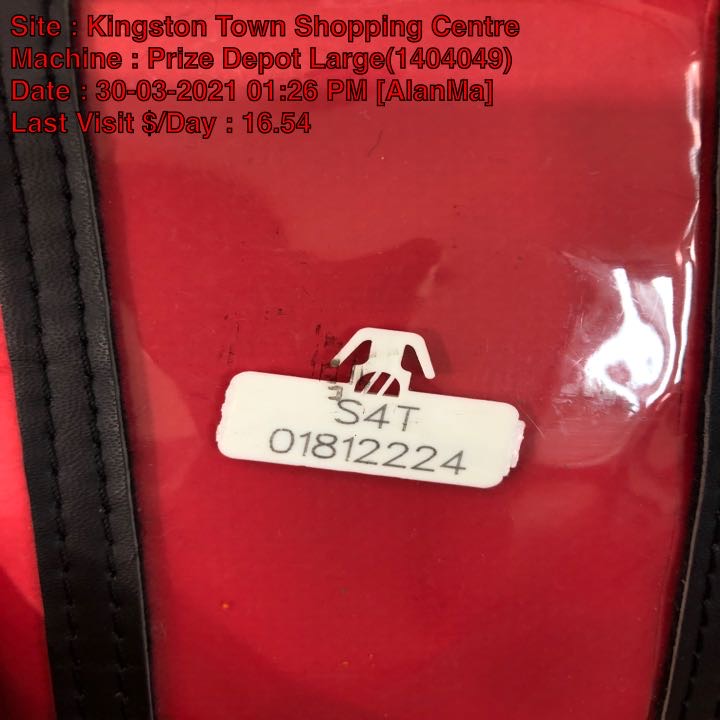 Site : Kingston Town Shopping Centre
Machine : Prize Depot Large(1404049)
Date : 30-03-2021 01:26 PM [AlanMa]
Last Visit $/Day : 16.54
S4T
01812224